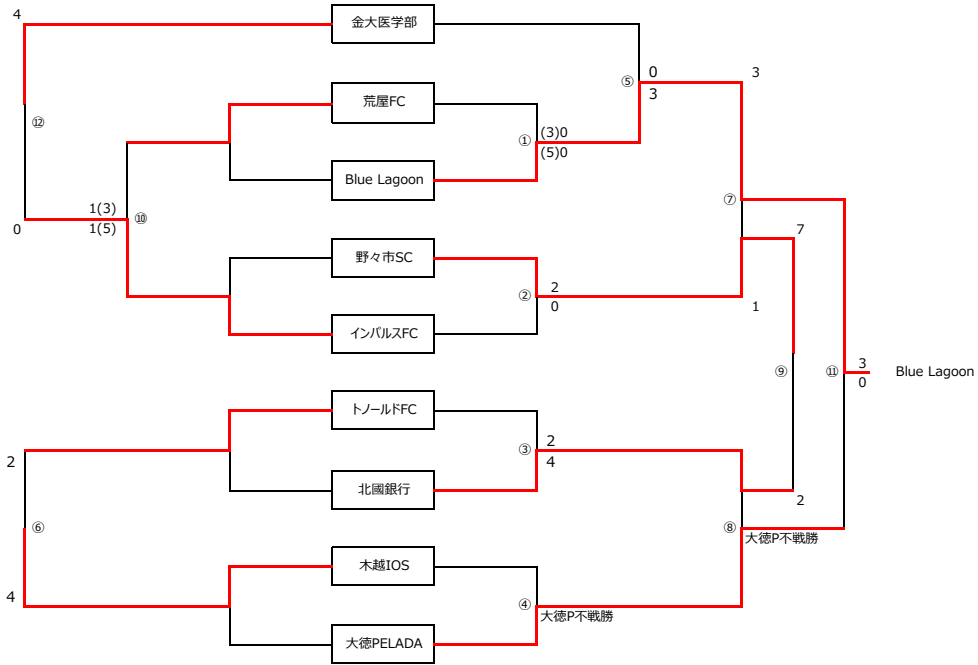 4
金大医学部
⑤
0
3
3
荒屋FC
⑫
①
(3)0
(5)0
Blue Lagoon
⑦
1(3)
1(5)
⑩
0
7
野々市SC
②
2
0
1
インパルスFC
⑨
⑪
3
0
Blue Lagoon
トノールドFC
2
③
2
4
北國銀行
2
⑥
⑧
大徳P不戦勝
木越IOS
4
④
大徳P不戦勝
大徳PELADA